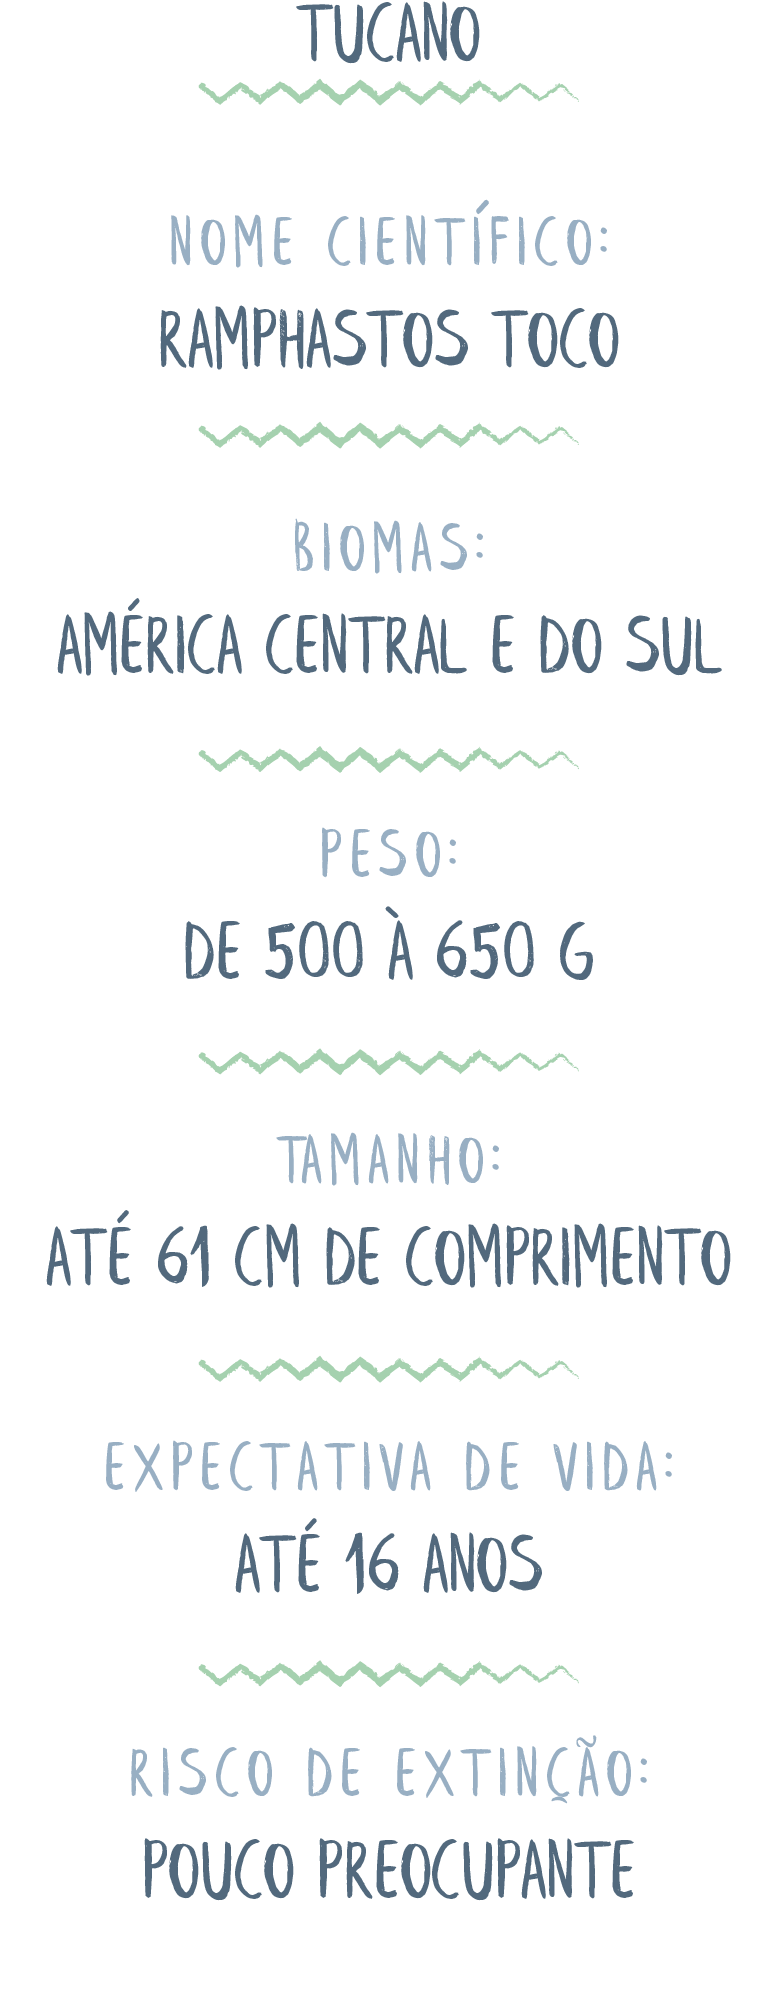 TUCANO
NOME CIENTÍFICO:
RAMPHASTOS TOCO
BIOMAS:
AMÉRICA CENTRAL E DO SUL
PESO:
DE 500 À 650 G
TAMANHO:
ATÉ 61 CM DE COMPRIMENTO
EXPECTATIVA DE VIDA:
ATÉ 16 ANOS
RISCO DE EXTINÇÃO:
POUCO PREOCUPANTE